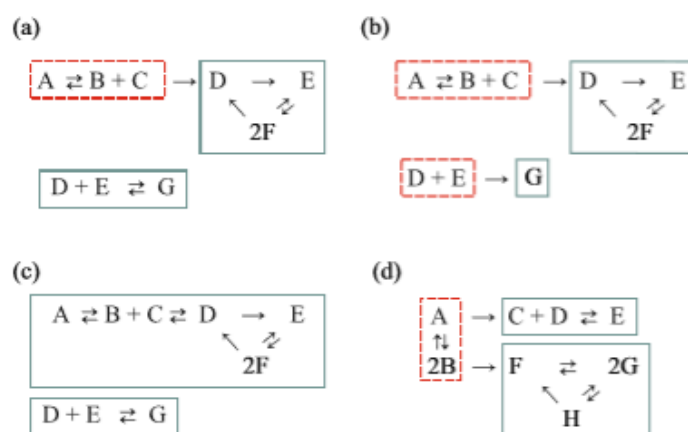 (a)
(b)
A ⇄ B + C → D → E
↖ ⇄
2F
A ⇄ B + C → D → E
↖ ⇄
2F
D + E ⇄ G
D + E → G
(c)
(d)
A ⇄ B + C ⇄ D → E
↖ ⇄
2F
D + E ⇄ G
A → C + D ⇄ E
⇅
2B → F ⇄ 2G
↖ ⇄
H